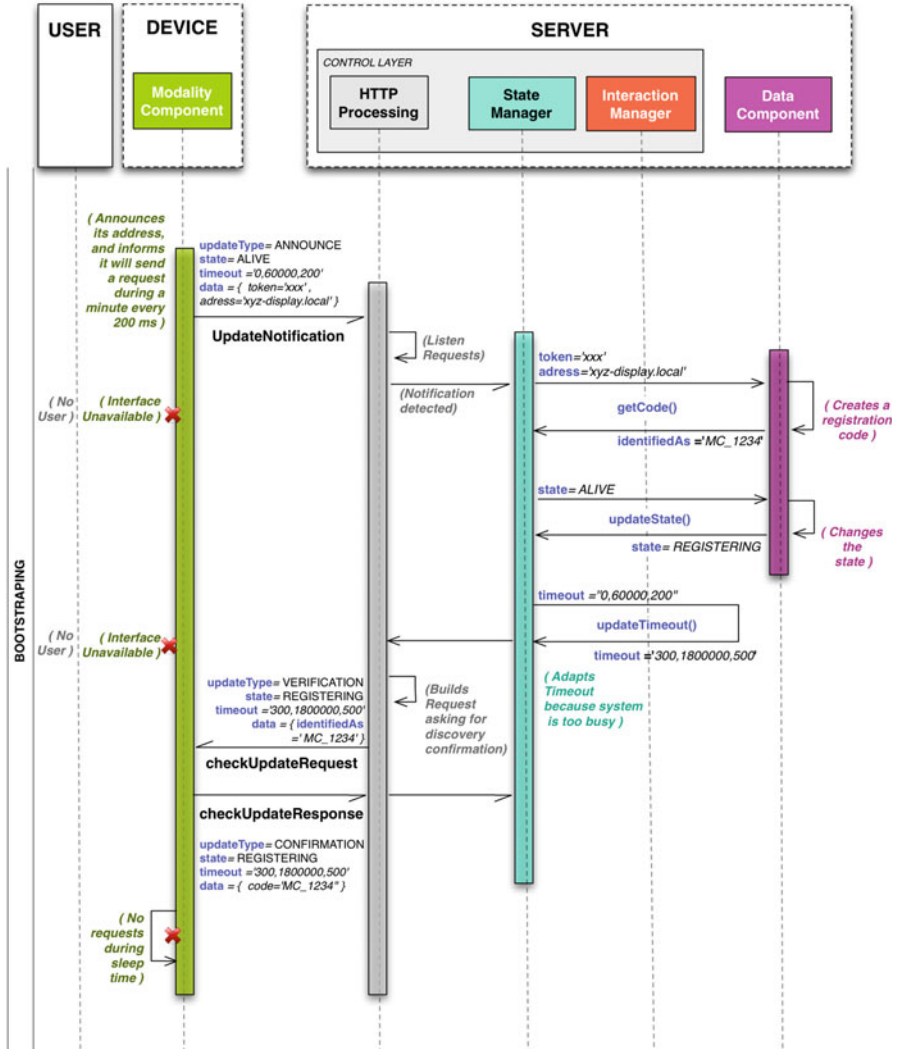 USER
DEVICE
SERVER
CONTROL LAYER
Modality
Component
HTTP
Processing
State
Manager
Interaction
Manager
Data
Component
BOOTSTRAPING
( Announces
its address,
and informs
it will send
a request
during a
minute every
200 ms )
updateType= ANNOUNCE
state= ALIVE
timeout ='0,60000,200'
data = { token='xxx' ,
adress='xyz-display.local' }
UpdateNotification
(Listen
Requests)
(Notification
detected)
token='xxx'
adress='xyz-display.local'
getCode()
identifiedAs ='MC_1234'
( Creates a
registration
code )
( No
User )
( Interface
Unavailable )
state= ALIVE
updateState()
state= REGISTERING
( Changes
the
state )
timeout ="0,60000,200"
updateTimeout()
timeout ='300,1800000,500'
( No
User )
( Interface
Unavailable )
( Adapts
Timeout
because system
is too busy )
updateType= VERIFICATION
state= REGISTERING
timeout ='300,1800000,500'
data = { identifiedAs
=' MC_1234' }
(Builds
Request
asking for
discovery
confirmation)
checkUpdateRequest
checkUpdateResponse
updateType= CONFIRMATION
state= REGISTERING
timeout ='300,1800000,500'
data = { code='MC_1234" }
( No
requests
during
sleep
time )